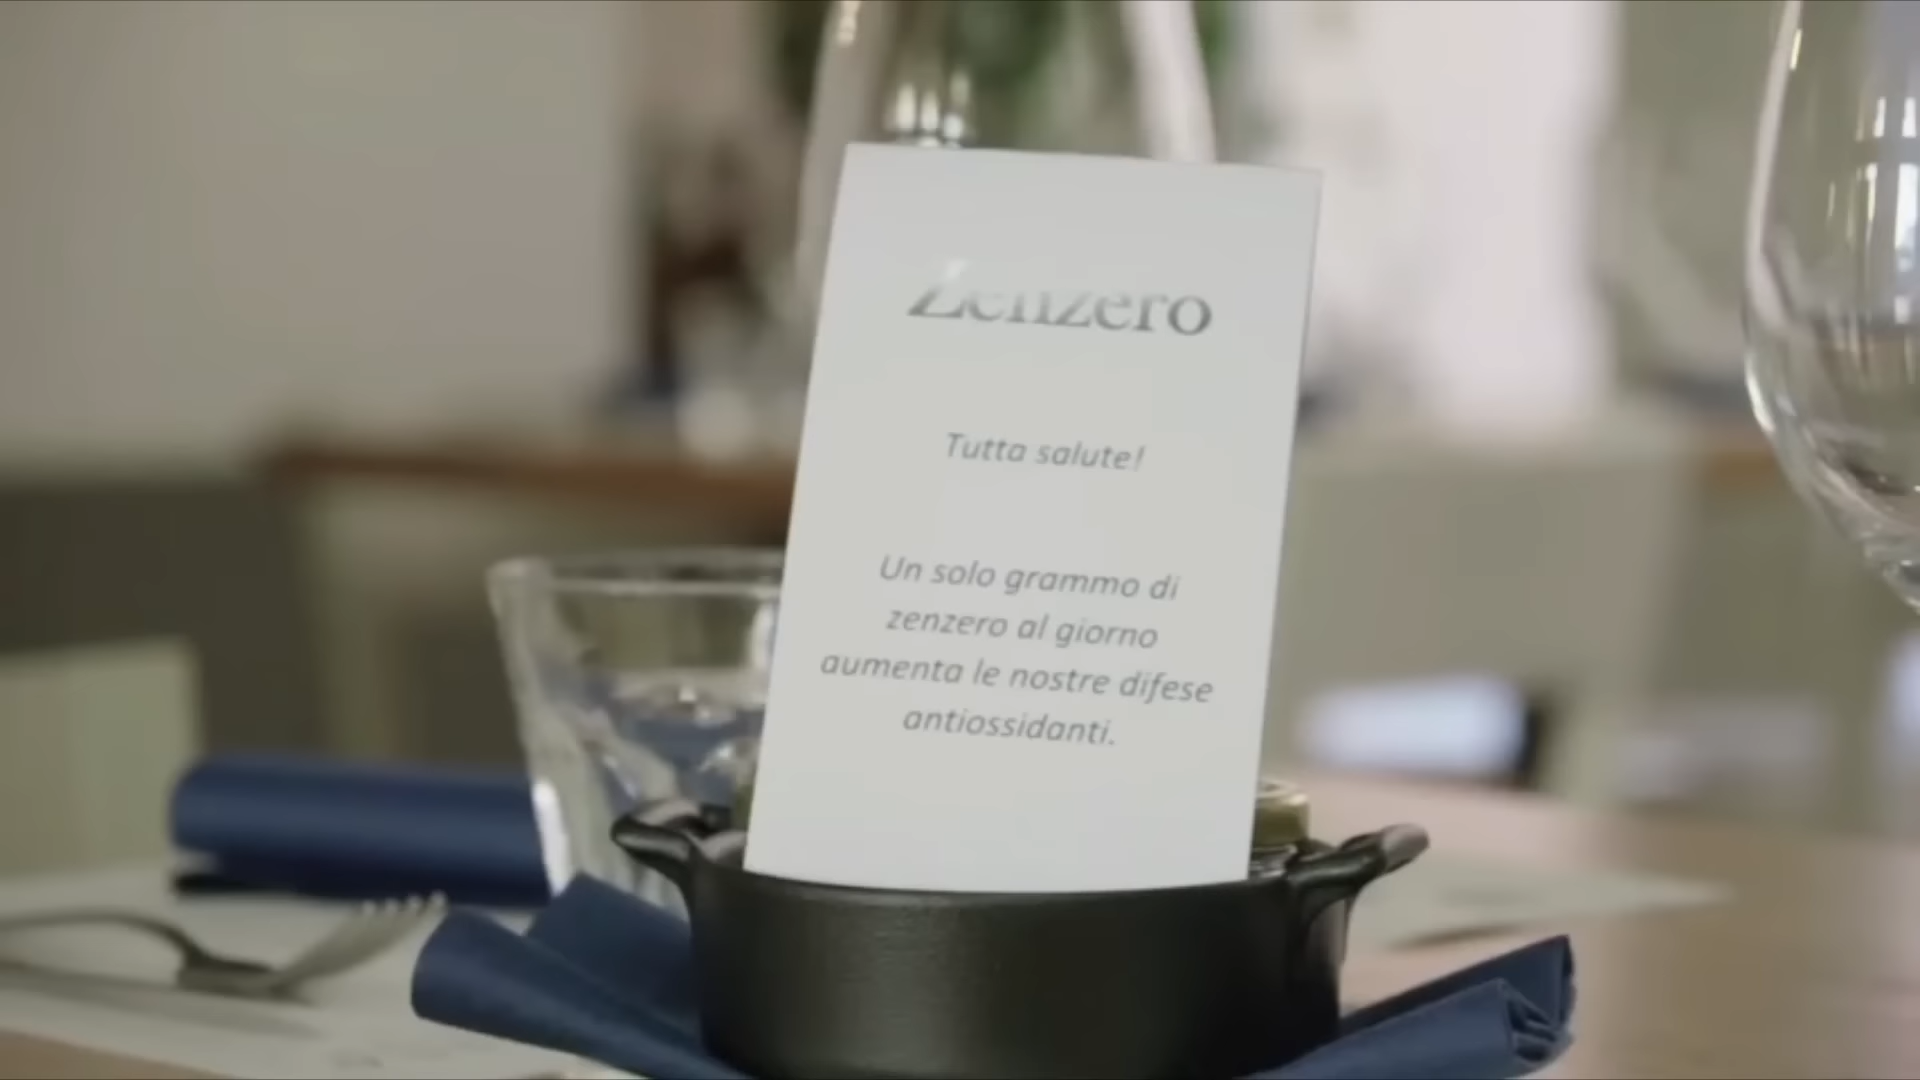 Zenzero
Tutta salute!
Un solo grammo di
zenzero al giorno
aumenta le nostre difese
antiossidanti.